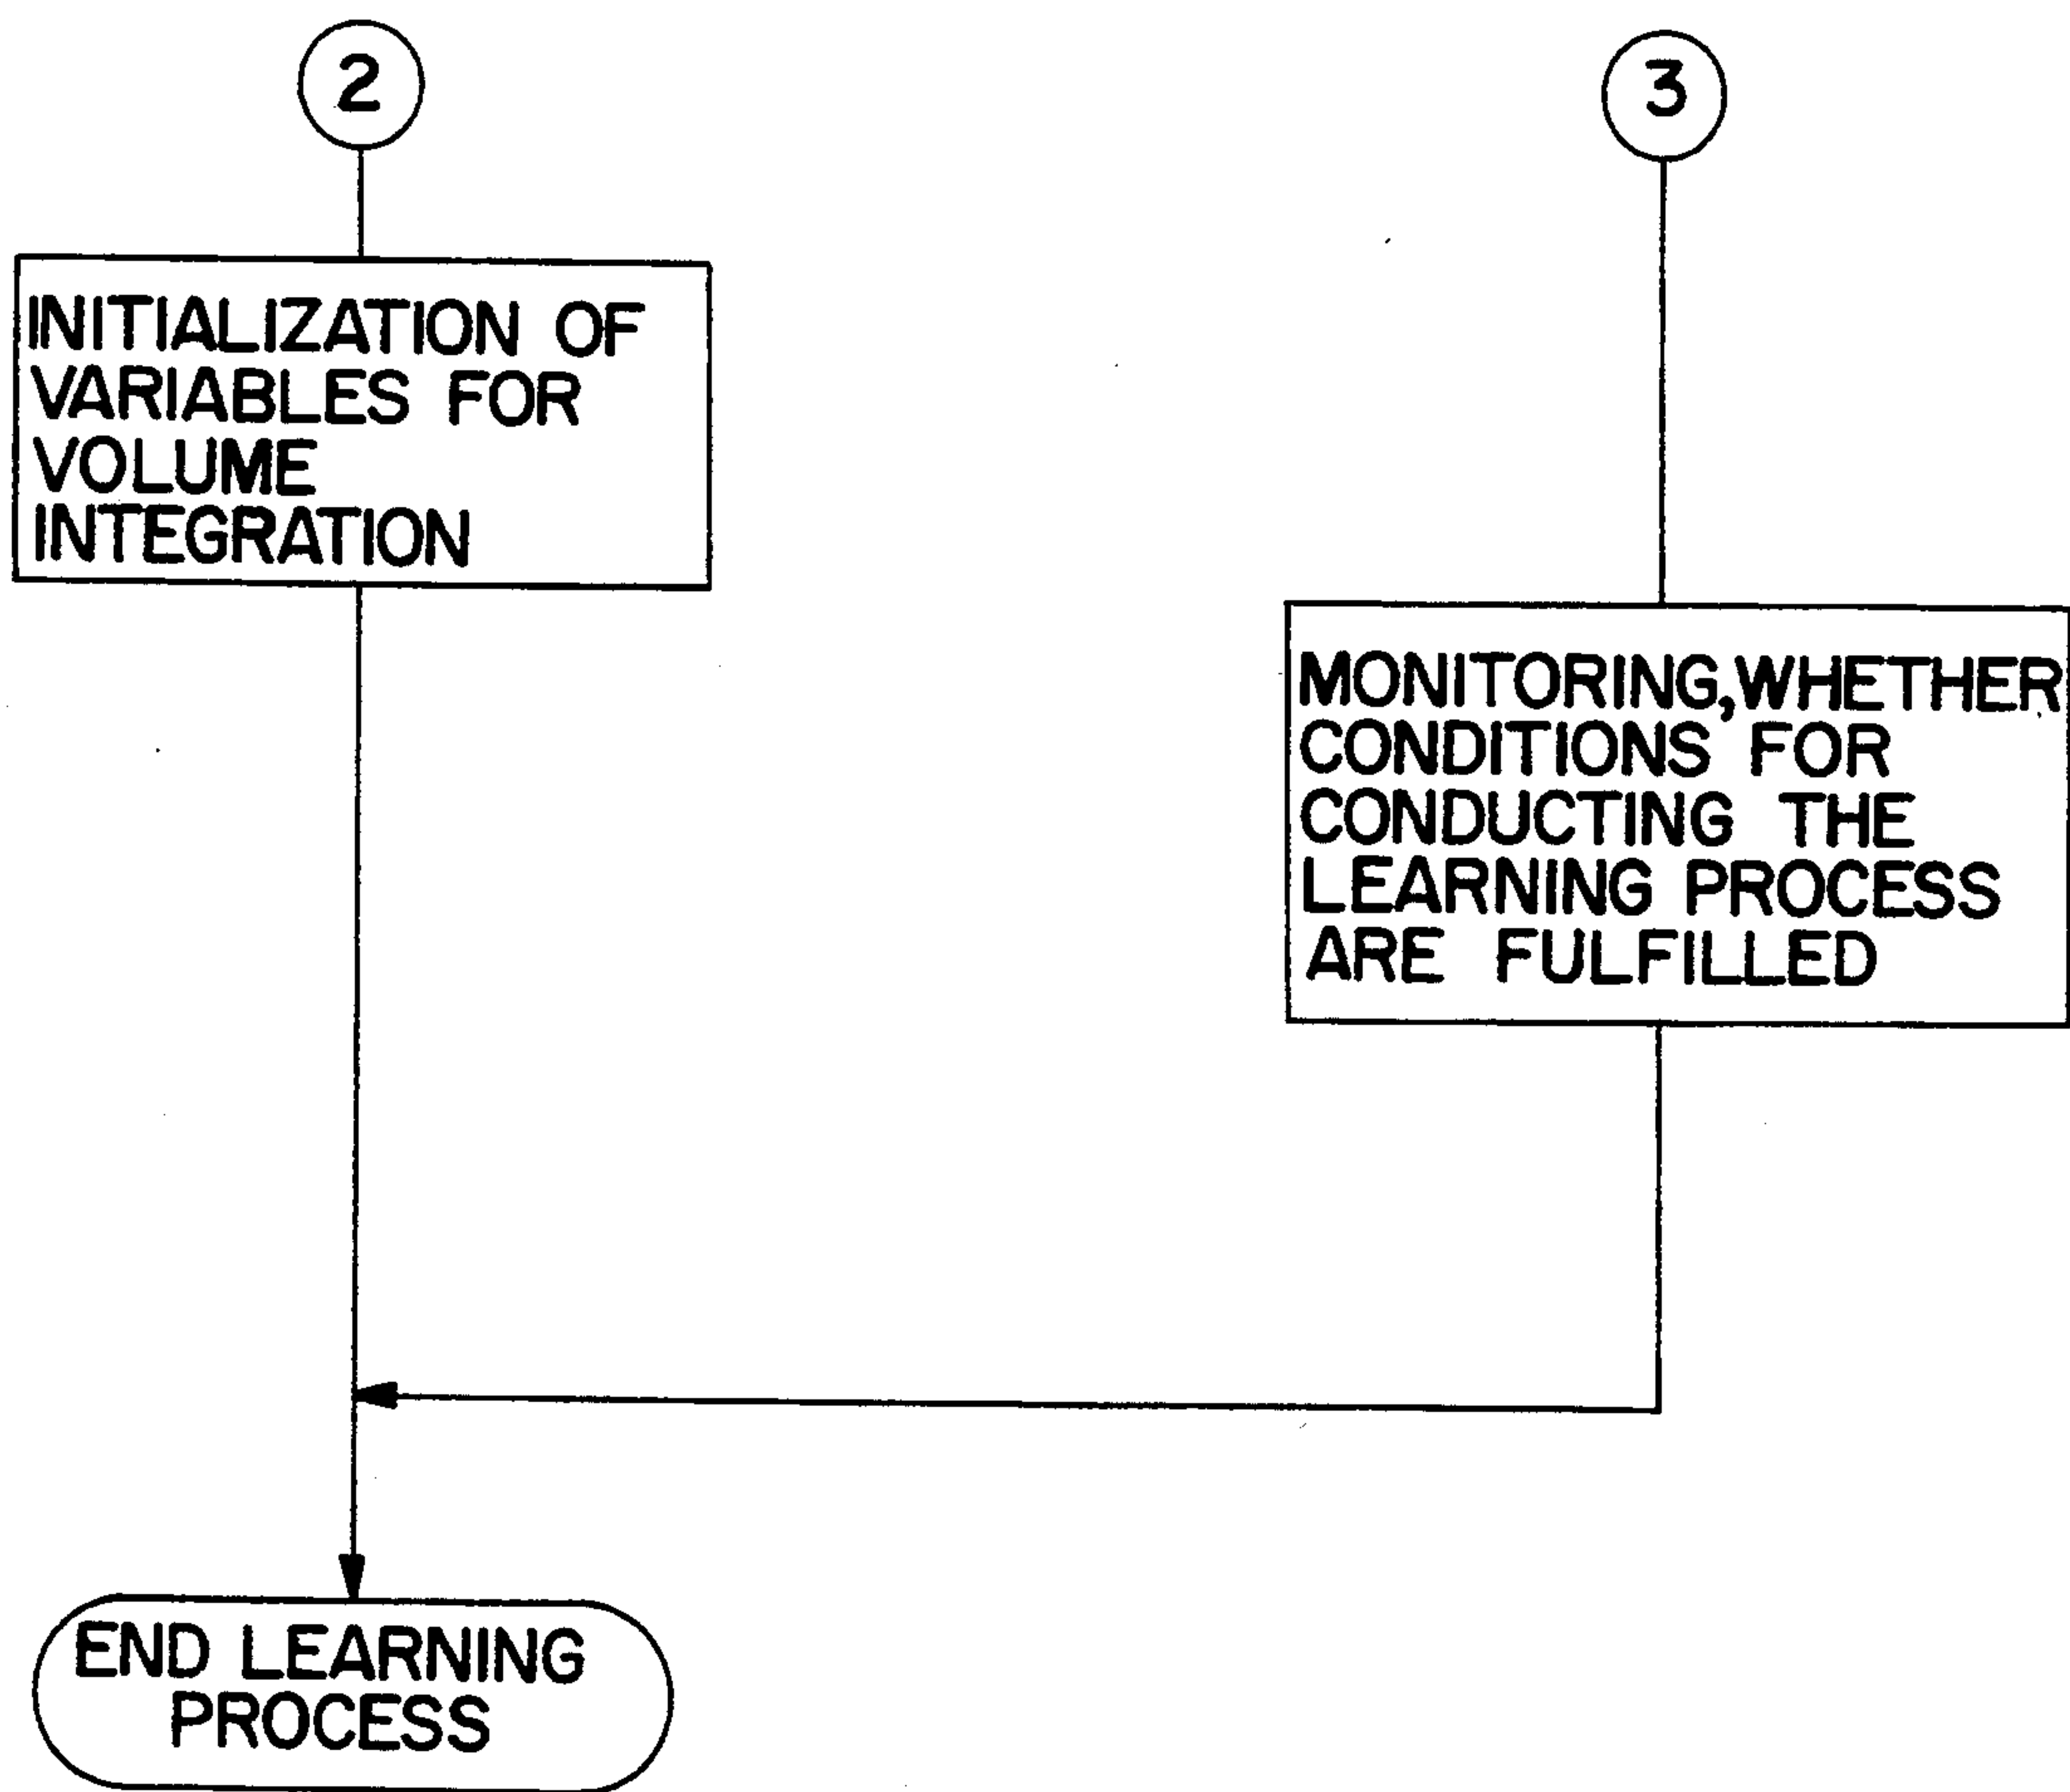 2
3
INITIALIZATION OF
VARIABLES FOR
VOLUME
INTEGRATION
MONITORING, WHETHER
CONDITIONS FOR
CONDUCTING THE
LEARNING PROCESS
ARE FULFILLED
END LEARNING
PROCESS